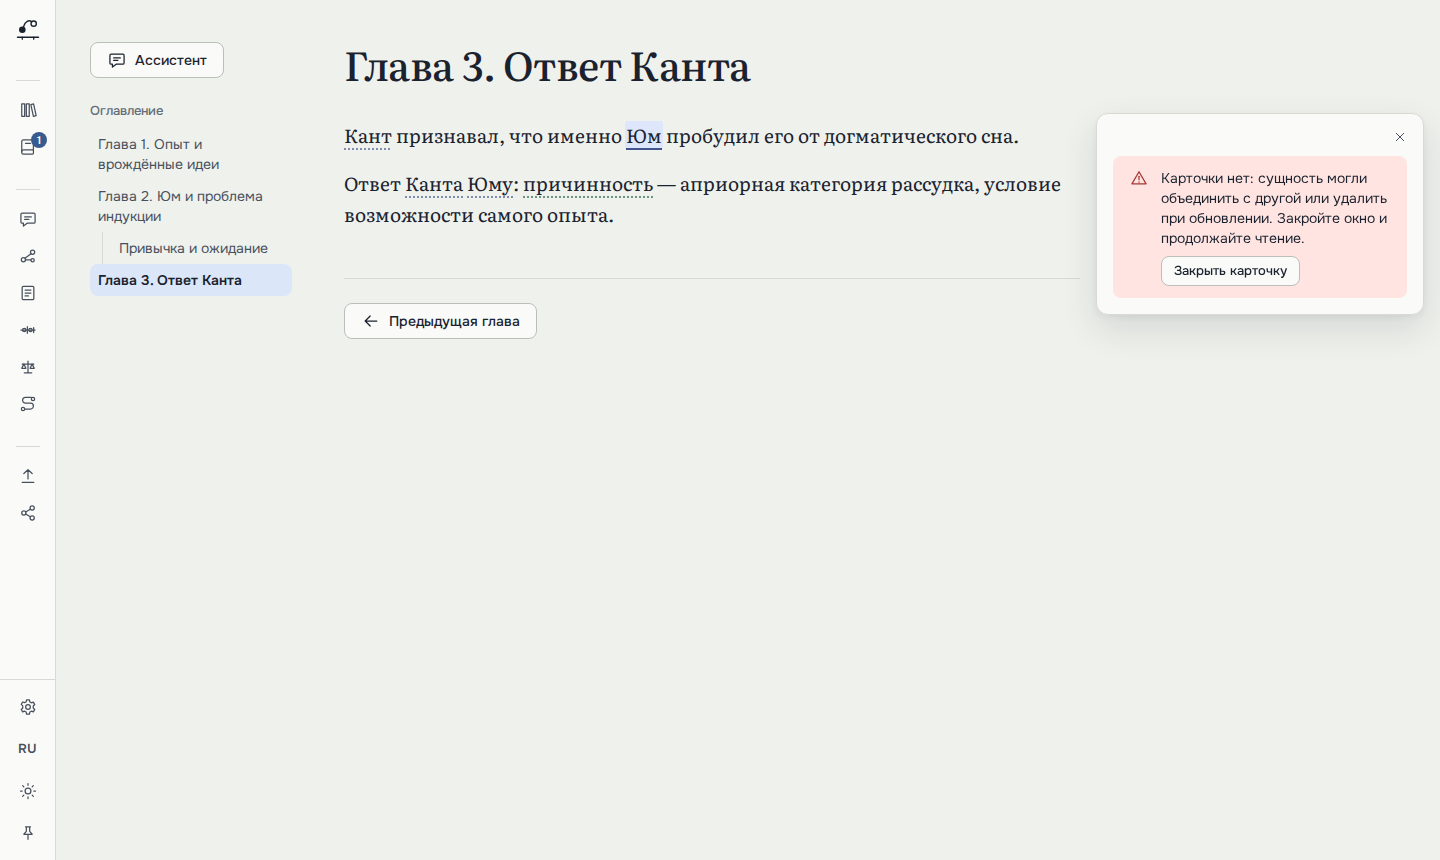 1
RU
Ассистент
Оглавление
Глава 1. Опыт и
врождённые идеи
Глава 2. Юм и проблема
индукции
Привычка и ожидание
Глава 3. Ответ Канта
Глава 3. Ответ Канта
Кант признавал, что именно Юм пробудил его от догматического сна.
Ответ Канта Юму: причинность — априорная категория рассудка, условие
возможности самого опыта.
Предыдущая глава
Карточки нет: сущность могли
объединить с другой или удалить
при обновлении. Закройте окно и
продолжайте чтение.
Закрыть карточку